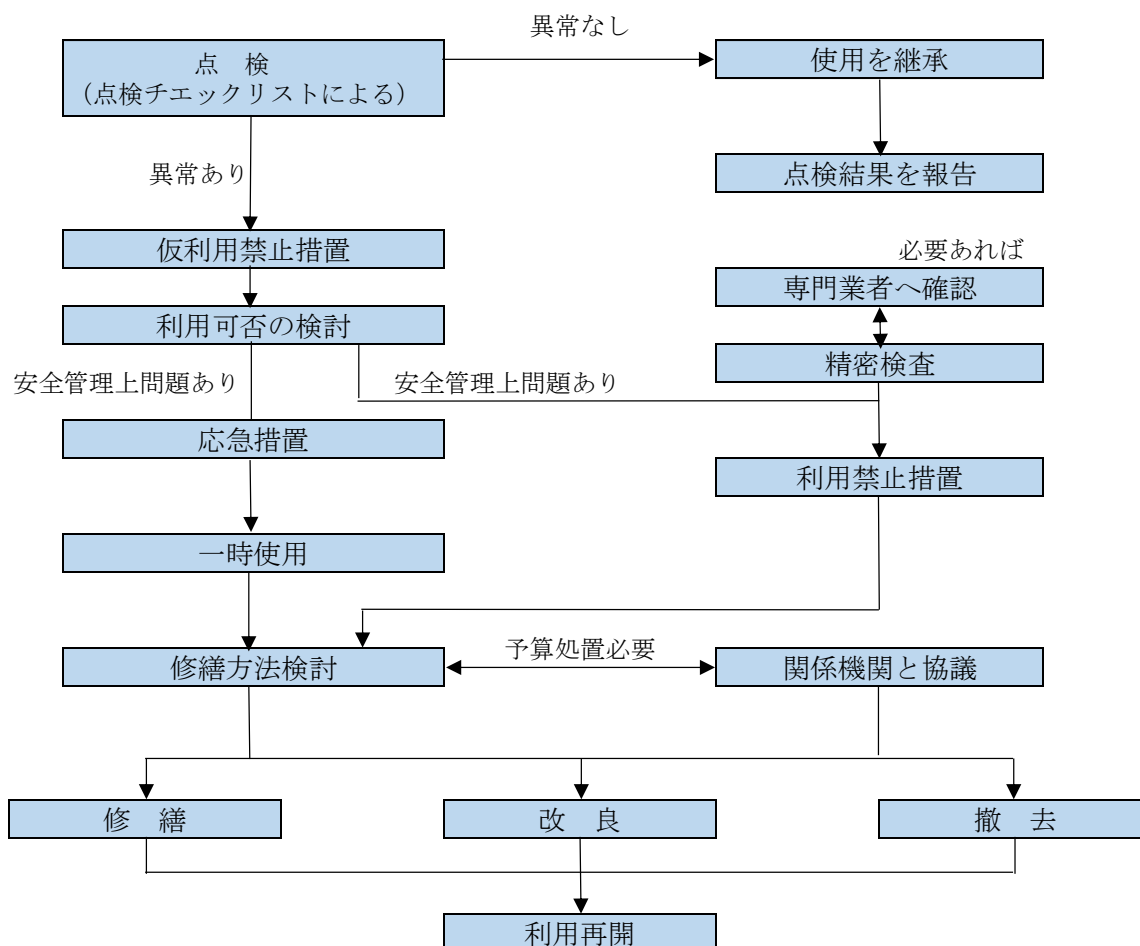 異常なし
点　検
（点検チエックリストによる）
使用を継承
異常あり
点検結果を報告
仮利用禁止措置
必要あれば
専門業者へ確認
利用可否の検討
精密検査
安全管理上問題あり
安全管理上問題あり
応急措置
利用禁止措置
一時使用
修繕方法検討
予算処置必要
関係機関と協議
修　繕
改　良
撤　去
利用再開